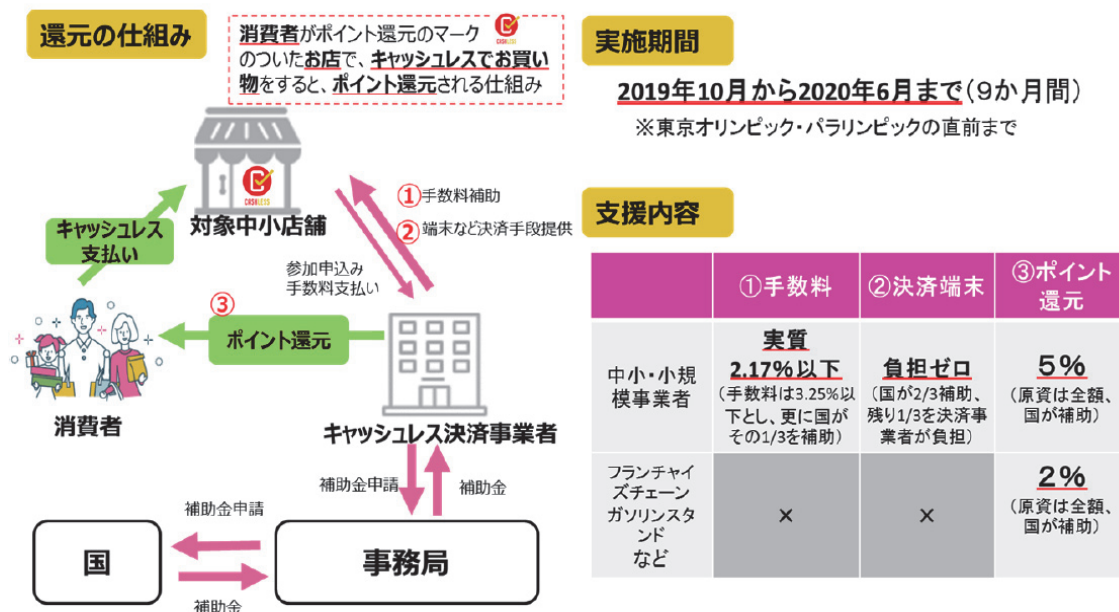 還元の仕組み
消費者がポイント還元のマーク
のついたお店で、キャッシュレスでお買い
物をすると、ポイント還元される仕組み
CASHLESS
対象中小店舗
①手数料補助
②端末など決済手段提供
キャッシュレス
支払い
参加申込み
手数料支払い
③
ポイント還元
消費者
キャッシュレス決済事業者
補助金申請
補助金
補助金申請
国
事務局
補助金
実施期間
2019年10月から2020年6月まで(9か月間)
※東京オリンピック・パラリンピックの直前まで
支援内容
①手数料
②決済端末
③ポイント
還元
中小・小規
模事業者
実質
2.17%以下
(手数料は3.25%以
下とし、更に国が
その1/3を補助)
負担ゼロ
(国が2/3補助、
残り1/3を決済事
業者が負担)
5%
(原資は全額、
国が補助)
フランチャイ
ズチェーン
ガソリンスタ
ンド
など
×
×
2%
(原資は全額、
国が補助)